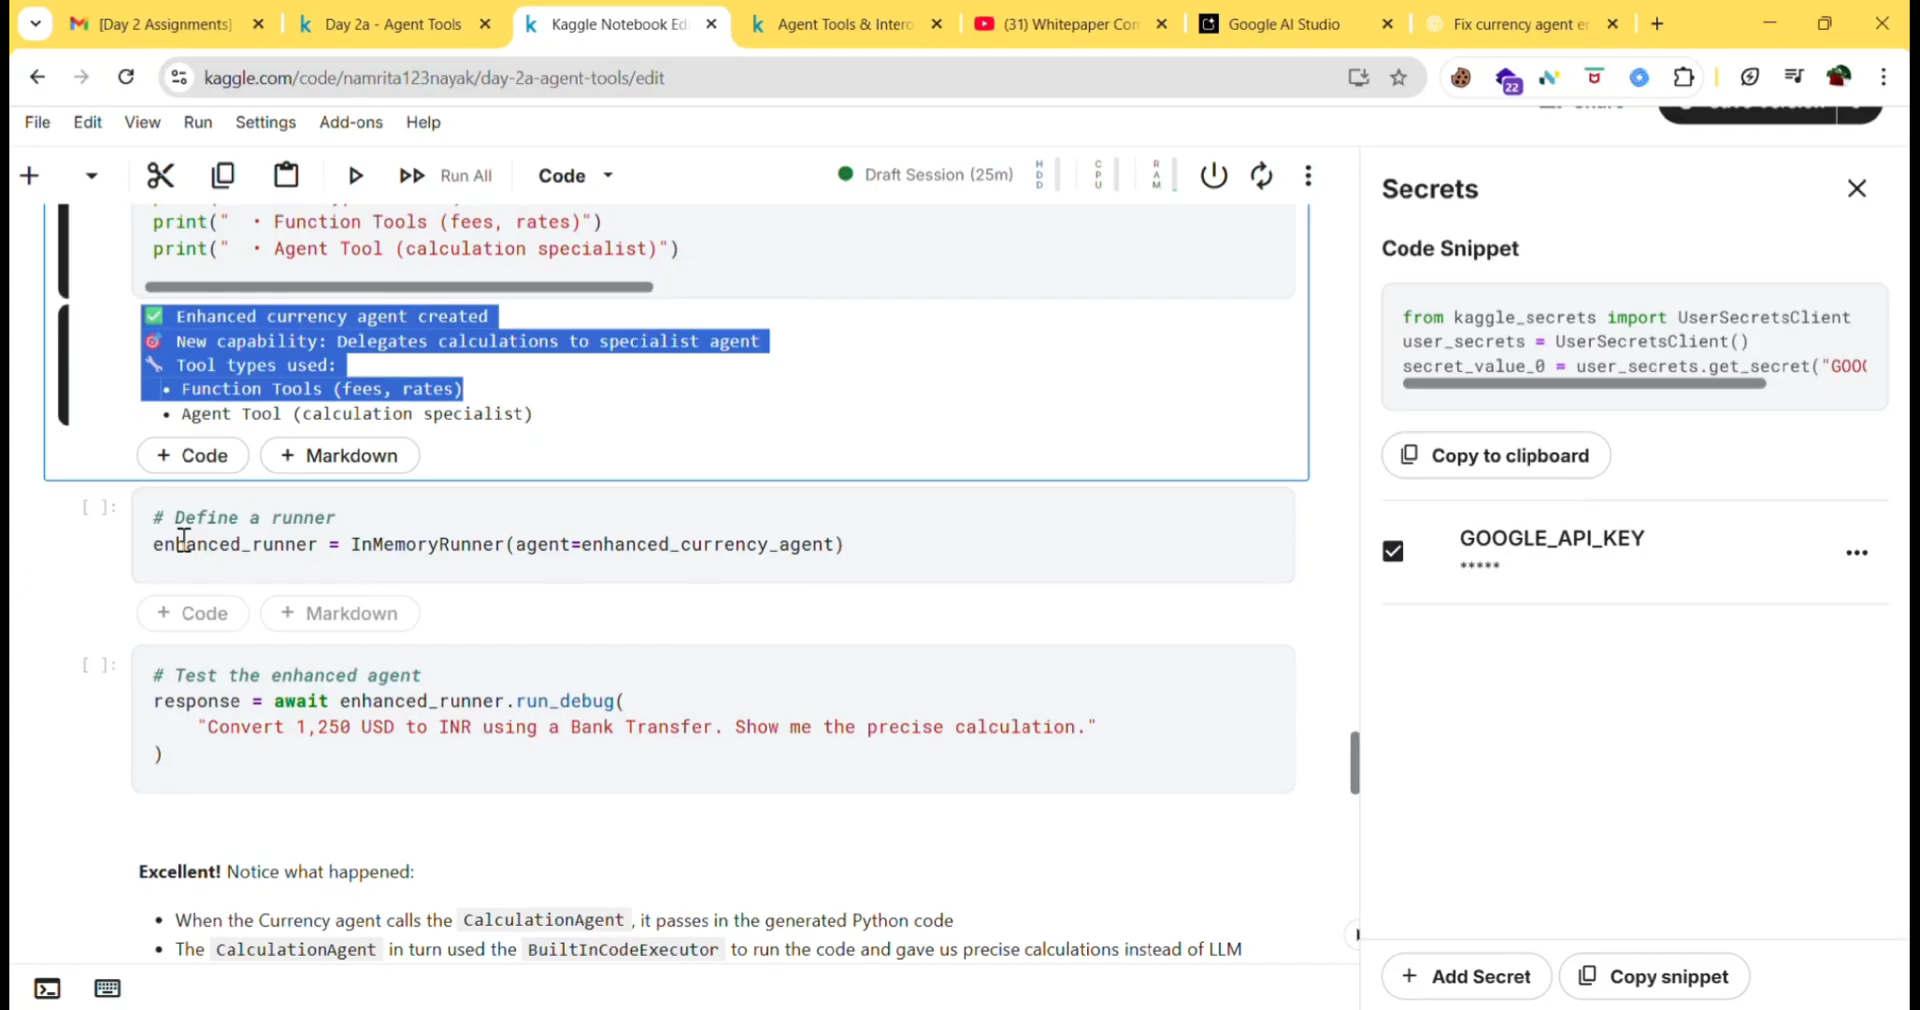 [Day 2 Assignments]
Day 2a - Agent Tools
Kaggle Notebook Edi
Agent Tools & Intero
(31) Whitepaper Com
Google AI Studio
Fix currency agent er
kaggle.com/code/namrita123nayak/day-2a-agent-tools/edit
22
File Edit View Run Settings Add-ons Help
Run All
Code
Draft Session (25m)
HDD
CPU
RAM
print("  • Function Tools (fees, rates)")
print("  • Agent Tool (calculation specialist)")
✅ Enhanced currency agent created
🎯 New capability: Delegates calculations to specialist agent
🔧 Tool types used:
• Function Tools (fees, rates)
• Agent Tool (calculation specialist)
+ Code
+ Markdown
[ ]:
# Define a runner
enhanced_runner = InMemoryRunner(agent=enhanced_currency_agent)
+ Code
+ Markdown
[ ]:
# Test the enhanced agent
response = await enhanced_runner.run_debug(
"Convert 1,250 USD to INR using a Bank Transfer. Show me the precise calculation."
)
Excellent! Notice what happened:
• When the Currency agent calls the CalculationAgent, it passes in the generated Python code
• The CalculationAgent in turn used the BuiltInCodeExecutor to run the code and gave us precise calculations instead of LLM
Secrets
Code Snippet
from kaggle_secrets import UserSecretsClient
user_secrets = UserSecretsClient()
secret_value_0 = user_secrets.get_secret("GOO
Copy to clipboard
GOOGLE_API_KEY
*****
+ Add Secret
Copy snippet